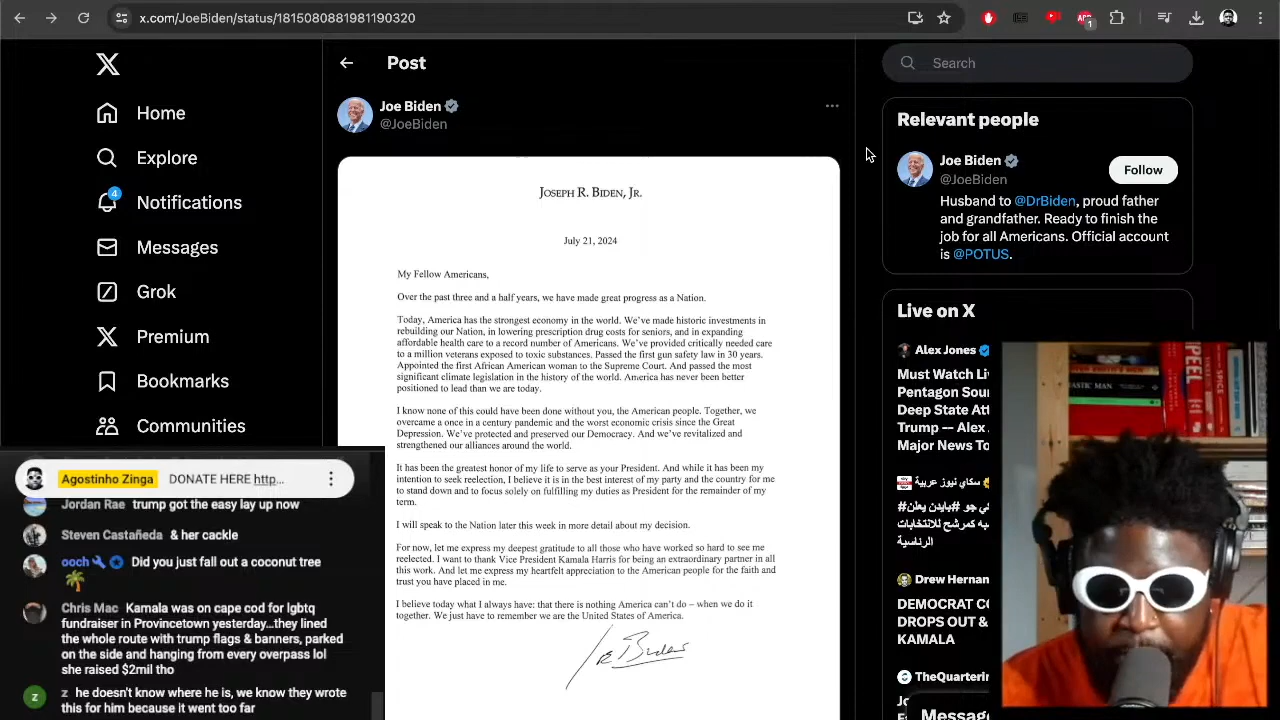 x.com/JoeBiden/status/1815080881981190320
Home
Explore
4
Notifications
Messages
Grok
Premium
Bookmarks
Communities
Post
Joe Biden
@JoeBiden
JOSEPH R. BIDEN, JR.
July 21, 2024
My Fellow Americans,
Over the past three and a half years, we have made great progress as a Nation.
Today, America has the strongest economy in the world. We've made historic investments in
rebuilding our Nation, in lowering prescription drug costs for seniors, and in expanding
affordable health care to a record number of Americans. We've provided critically needed care
to a million veterans exposed to toxic substances. Passed the first gun safety law in 30 years.
Appointed the first African American woman to the Supreme Court. And passed the most
significant climate legislation in the history of the world. America has never been better
positioned to lead than we are today.
I know none of this could have been done without you, the American people. Together, we
overcame a once in a century pandemic and the worst economic crisis since the Great
Depression. We've protected and preserved our Democracy. And we've revitalized and
strengthened our alliances around the world.
It has been the greatest honor of my life to serve as your President. And while it has been my
intention to seek reelection, I believe it is in the best interest of my party and the country for me
to stand down and to focus solely on fulfilling my duties as President for the remainder of my
term.
I will speak to the Nation later this week in more detail about my decision.
For now, let me express my deepest gratitude to all those who have worked so hard to see me
reelected. I want to thank Vice President Kamala Harris for being an extraordinary partner in all
this work. And let me express my heartfelt appreciation to the American people for the faith and
trust you have placed in me.
I believe today what I always have: that there is nothing America can't do – when we do it
together. We just have to remember we are the United States of America.
Joe Biden
Search
Relevant people
Joe Biden
@JoeBiden
Follow
Husband to @DrBiden, proud father
and grandfather. Ready to finish the
job for all Americans. Official account
is @POTUS.
Live on X
Alex Jones
Must Watch Liv
Bombshell! Sni
Deep State Att
Trump -- Alex J
Major
Herner
DEMO
DROPS OUT &
KAMALA
TheQuartering
Messages
Agostinho Zinga DONATE HERE http...
Jordan Rae trump got the easy lay up now
Steven Castañeda & her cackle
gooch Did you just fall out of a coconut tree
Chris Mac Kamala was on cape cod for lgbtq
fundraiser in Provincetown yesterday...they lined
the whole route with trump flags & banners.
on the side and hanging from every overpass lol
she raised $2mil tho
z he doesn't know where he is, we know they wrote
this for him because it went too far
SPICE